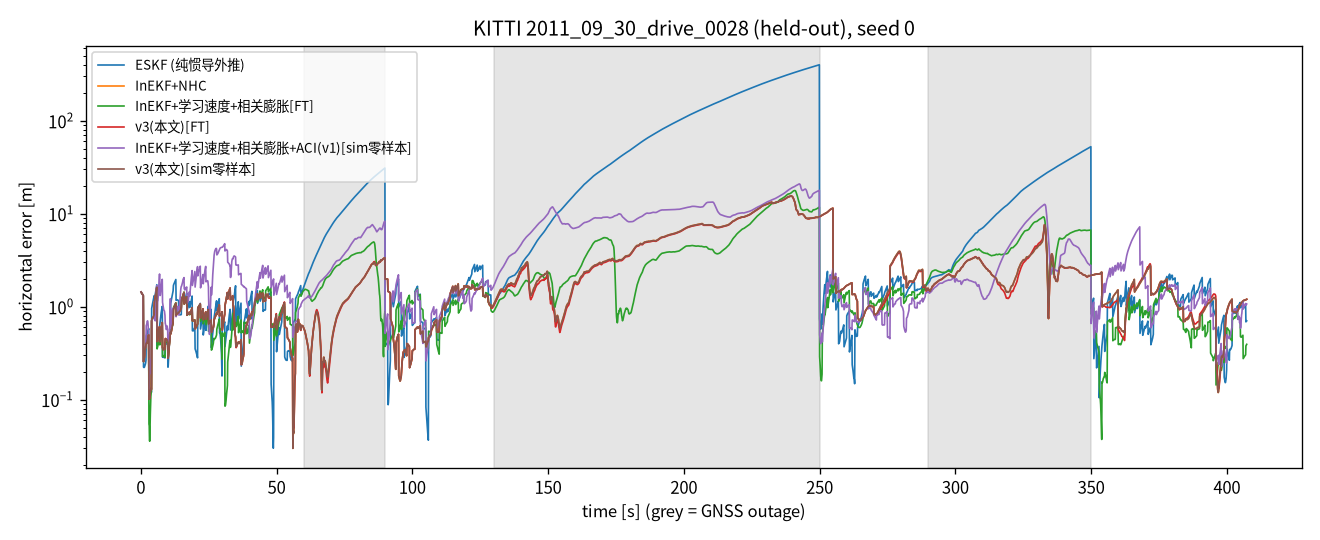 KITTI 2011_09_30_drive_0028 (held-out), seed 0
ESKF (纯惯导外推)
InEKF+NHC
InEKF+学习速度+相关膨胀[FT]
v3(本文)[FT]
InEKF+学习速度+相关膨胀+ACI(v1)[sim零样本]
v3(本文)[sim零样本]
horizontal error [m]
10²
10¹
10⁰
10⁻¹
0 50 100 150 200 250 300 350 400
time [s] (grey = GNSS outage)